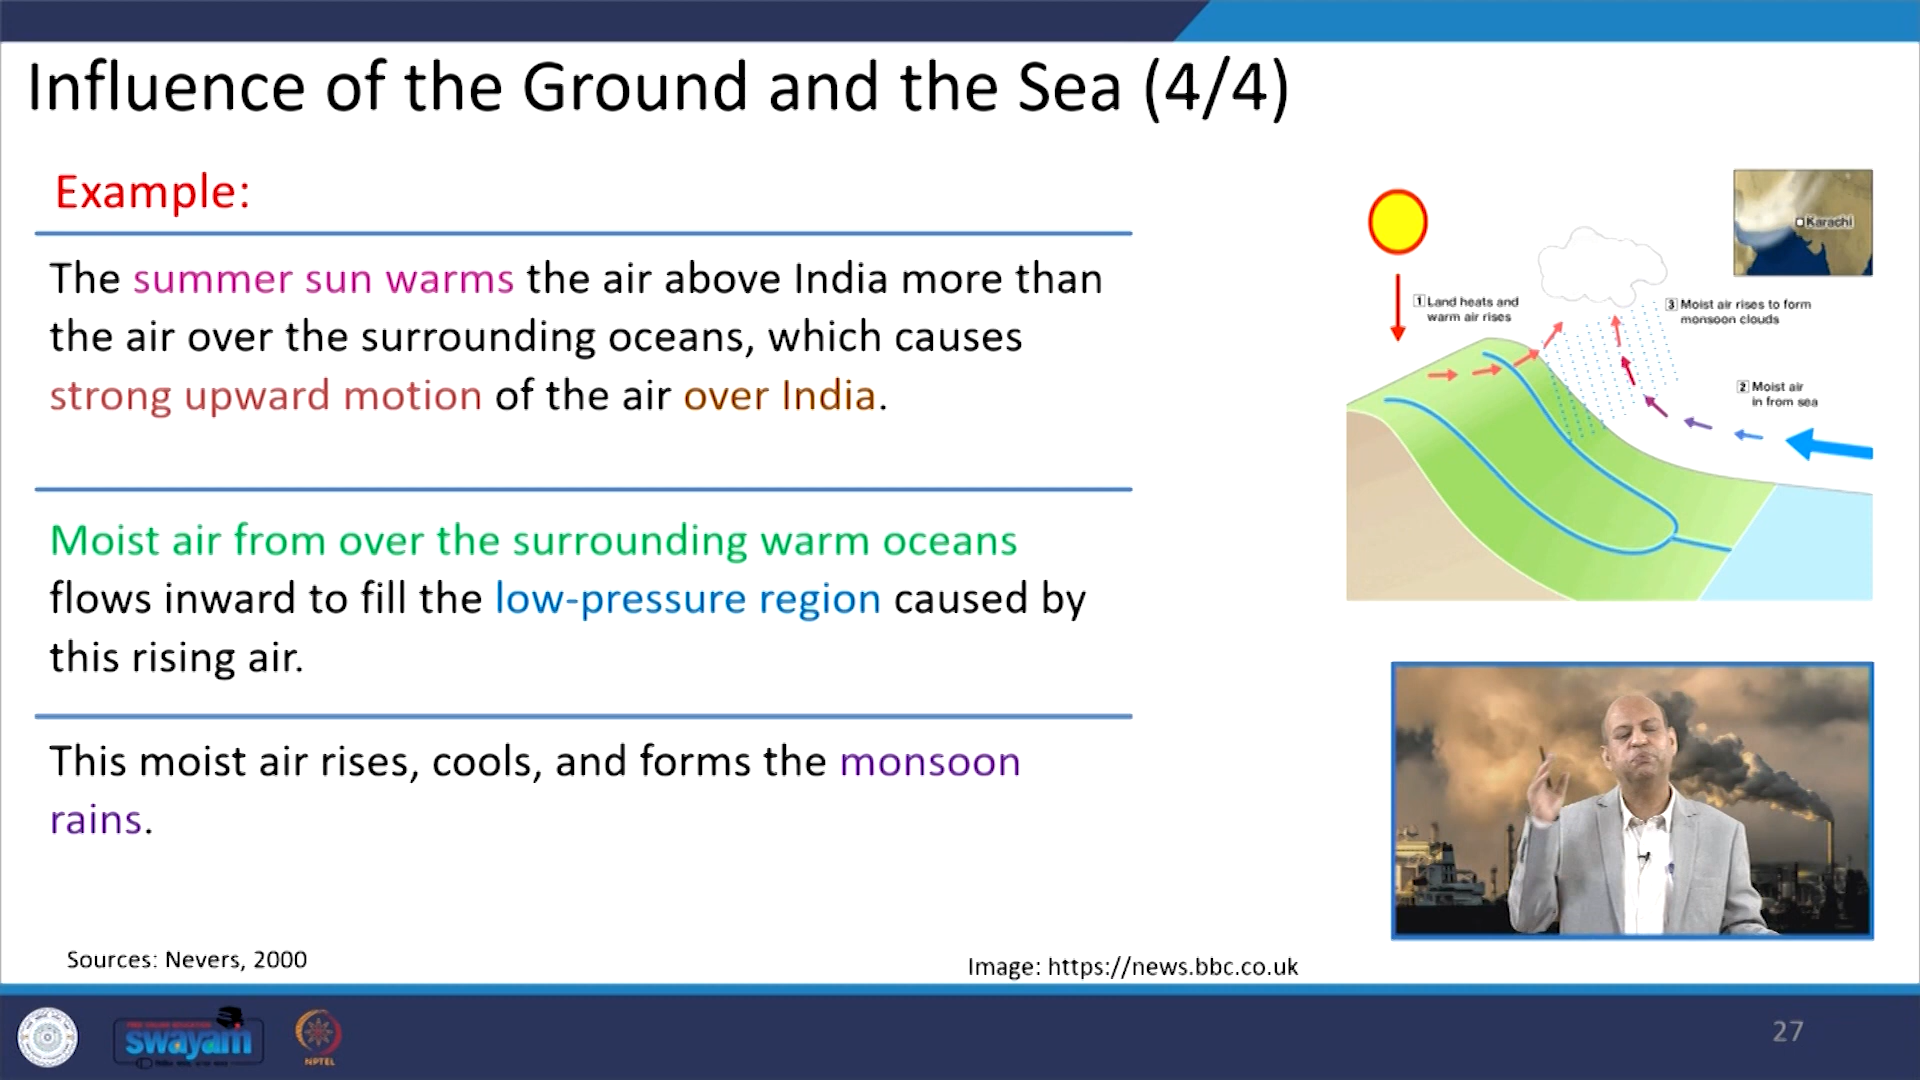 Influence of the Ground and the Sea (4/4)
Example:
The summer sun warms the air above India more than
the air over the surrounding oceans, which causes
strong upward motion of the air over India.
Moist air from over the surrounding warm oceans
flows inward to fill the low-pressure region caused by
this rising air.
This moist air rises, cools, and forms the monsoon
rains.
Karachi
1 Land heats and
warm air rises
3 Moist air rises to form
monsoon clouds
2 Moist air
in from sea
Sources: Nevers, 2000
Image: https://news.bbc.co.uk
swayam
NPTEL
27